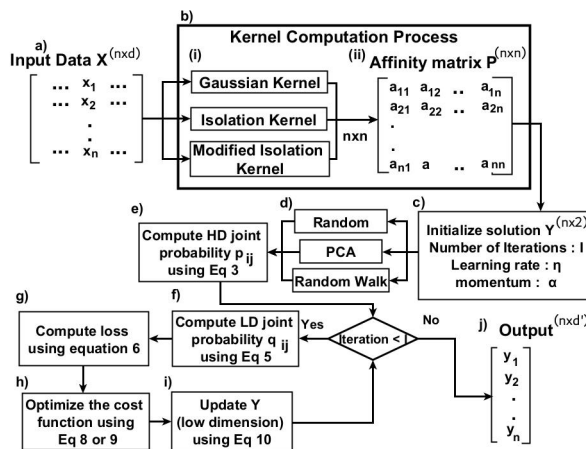 b)
Kernel Computation Process
a)
Input Data X(nxd)
... x1 ...
... x2 ...
.
.
... xn ...
(i)
Gaussian Kernel
Isolation Kernel
Modified Isolation
Kernel
nxn
(ii)
Affinity matrix P(nxn)
a11 a12 .. a1n
a21 a22 .. a2n
.
.
an1 a .. ann
c)
Initialize solution Y(nx2)
Number of Iterations : I
Learning rate : η
momentum : α
d)
Random
PCA
Random Walk
e)
Compute HD joint
probability pij
using Eq 3
f)
Compute LD joint
probability qij
using Eq 5
Yes
Iteration < I
No
g)
Compute loss
using equation 6
h)
Optimize the cost
function using
Eq 8 or 9
i)
Update Y
(low dimension)
using Eq 10
j)
Output(nxd')
y1
y2
.
.
yn